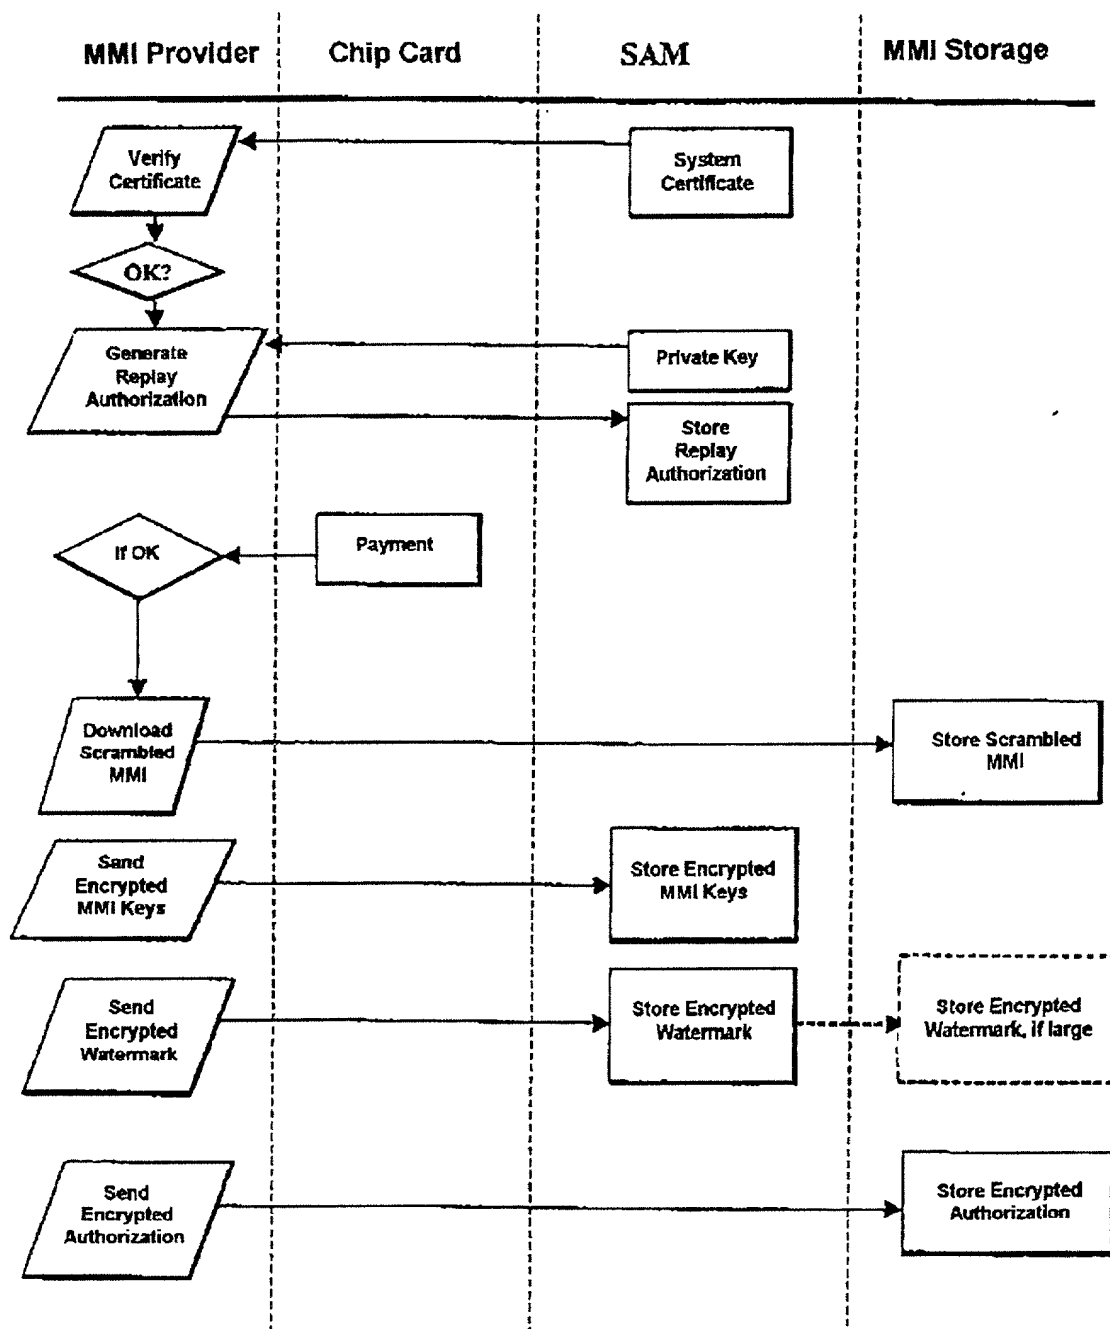 MMI Provider
Chip Card
SAM
MMI Storage
Verify
Certificate
System
Certificate
OK?
Generate
Replay
Authorization
Private Key
Store
Replay
Authorization
If OK
Payment
Download
Scrambled
MMI
Store Scrambled
MMI
Sand
Encrypted
MMI Keys
Store Encrypted
MMI Keys
Send
Encrypted
Watermark
Store Encrypted
Watermark
Store Encrypted
Watermark, if large
Send
Encrypted
Authorization
Store Encrypted
Authorization